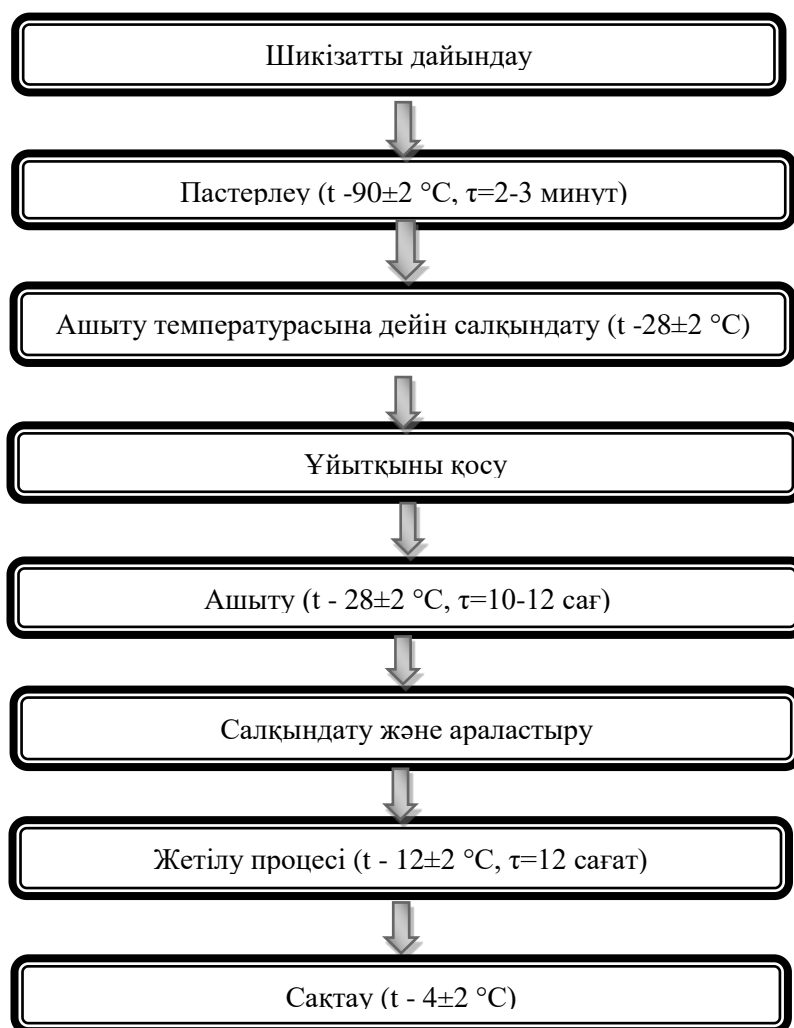 Шикізатты дайындау
Пастерлеу (t -90±2 °C, τ=2-3 минут)
Ашыту температурасына дейін салқындату (t -28±2 °C)
Ұйытқыны қосу
Ашыту (t - 28±2 °C, τ=10-12 сағ)
Салқындату және араластыру
Жетілу процесі (t - 12±2 °C, τ=12 сағат)
Сақтау (t - 4±2 °C)